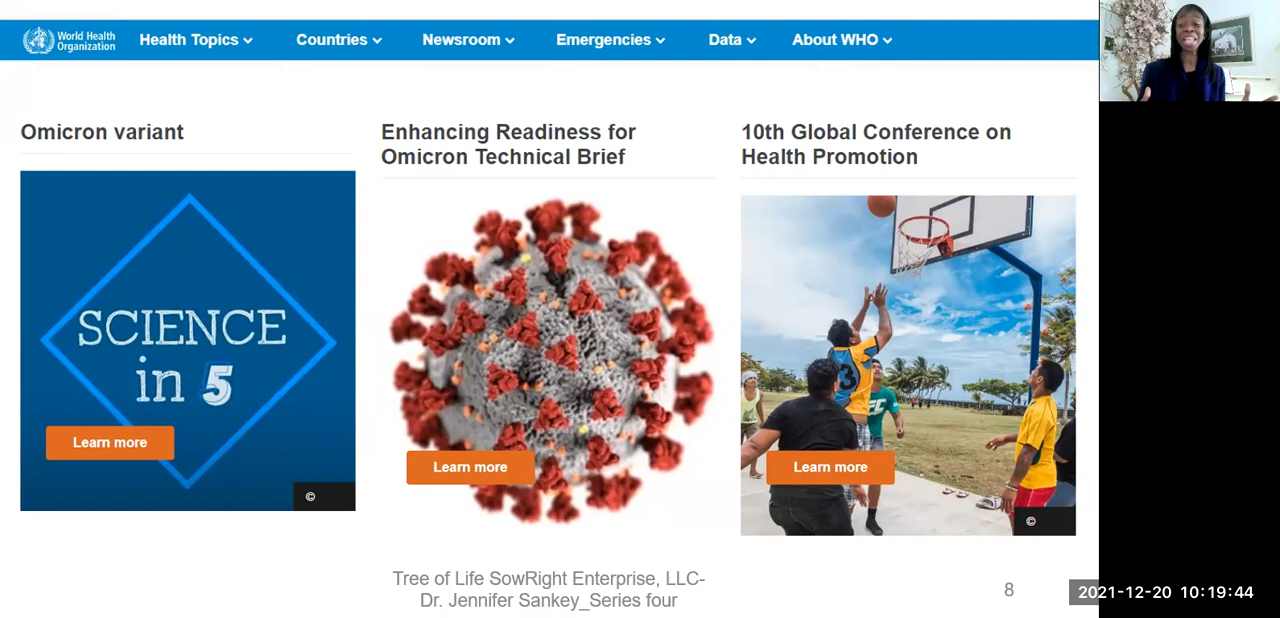 World Health
Organization
Health Topics
Countries
Newsroom
Emergencies
Data
About WHO
Omicron variant
Enhancing Readiness for
Omicron Technical Brief
10th Global Conference on
Health Promotion
SCIENCE
in 5
Learn more
©
Learn more
3
Learn more
©
Tree of Life SowRight Enterprise, LLC-
Dr. Jennifer Sankey_Series four
8
2021-12-20 10:19:44